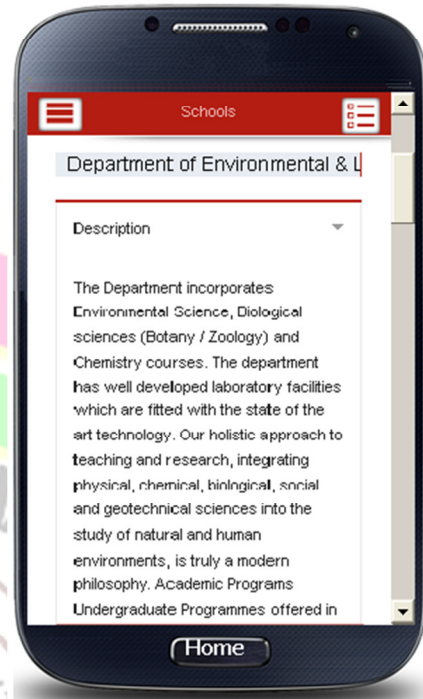 Schools
Department of Environmental & L
Description
The Department incorporates
Environmental Science, Biological
sciences (Botany / Zoology) and
Chemistry courses. The department
has well developed laboratory facilities
which are fitted with the state of the
art technology. Our holistic approach to
teaching and research, integrating
physical, chemical, biological, social
and geotechnical sciences into the
study of natural and human
environments, is truly a modern
philosophy. Academic Programs
Undergraduate Programmes offered in
Home